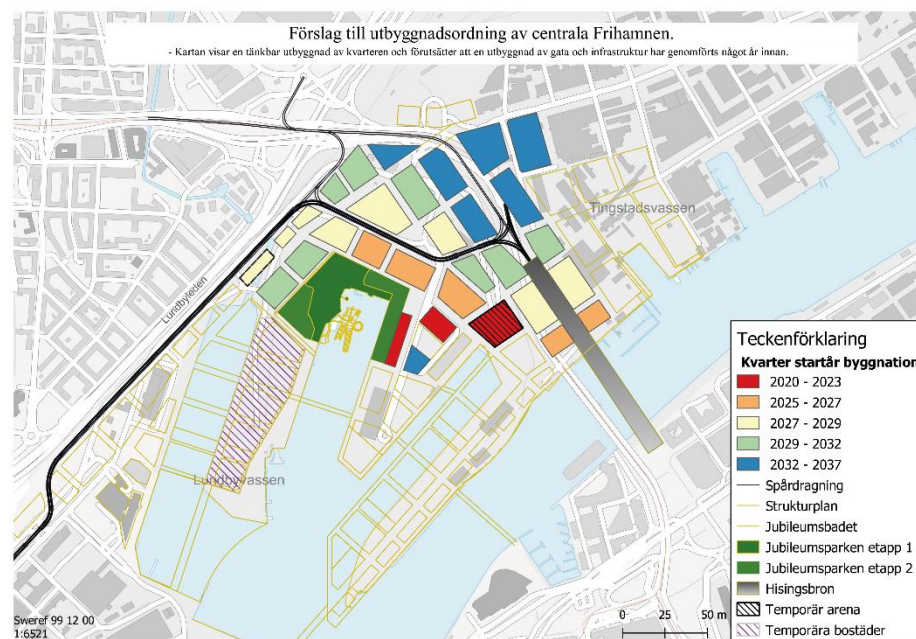 Förslag till utbyggnadsordning av centrala Frihamnen.
- Kartan visar en tänkbar utbyggnad av kvarteren och förutsätter att en utbyggnad av gata och infrastruktur har genomförts något år innan.
Tingstadsvassen
Lundbyleden
Lundbyvassen
Teckenförklaring
Kvarter startår byggnation
2020 - 2023
2025 - 2027
2027 - 2029
2029 - 2032
2032 - 2037
Spårdragning
Strukturplan
Jubileumsbadet
Jubileumsparken etapp 1
Jubileumsparken etapp 2
Hisingsbron
Temporär arena
Temporära bostäder
0 25 50 m
Sweref 99 12 00
1:6521